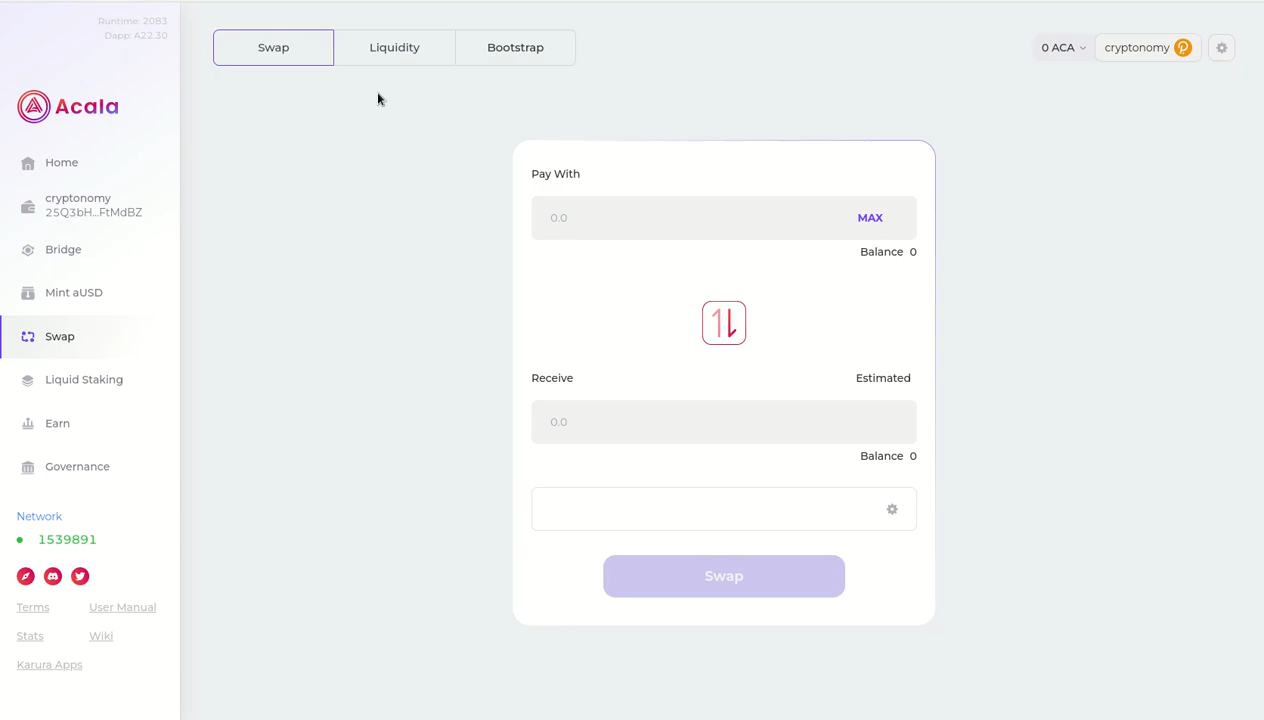 Runtime: 2083
Dapp: A22.30
Acala
Home
cryptonomy
25Q3bH...FtMdBZ
Bridge
Mint aUSD
Swap
Liquid Staking
Earn
Governance
Network
1539891
Terms User Manual
Stats Wiki
Karura Apps
Swap Liquidity Bootstrap
0 ACA cryptonomy
Pay With
0.0 MAX
Balance 0
Receive Estimated
0.0
Balance 0
Swap